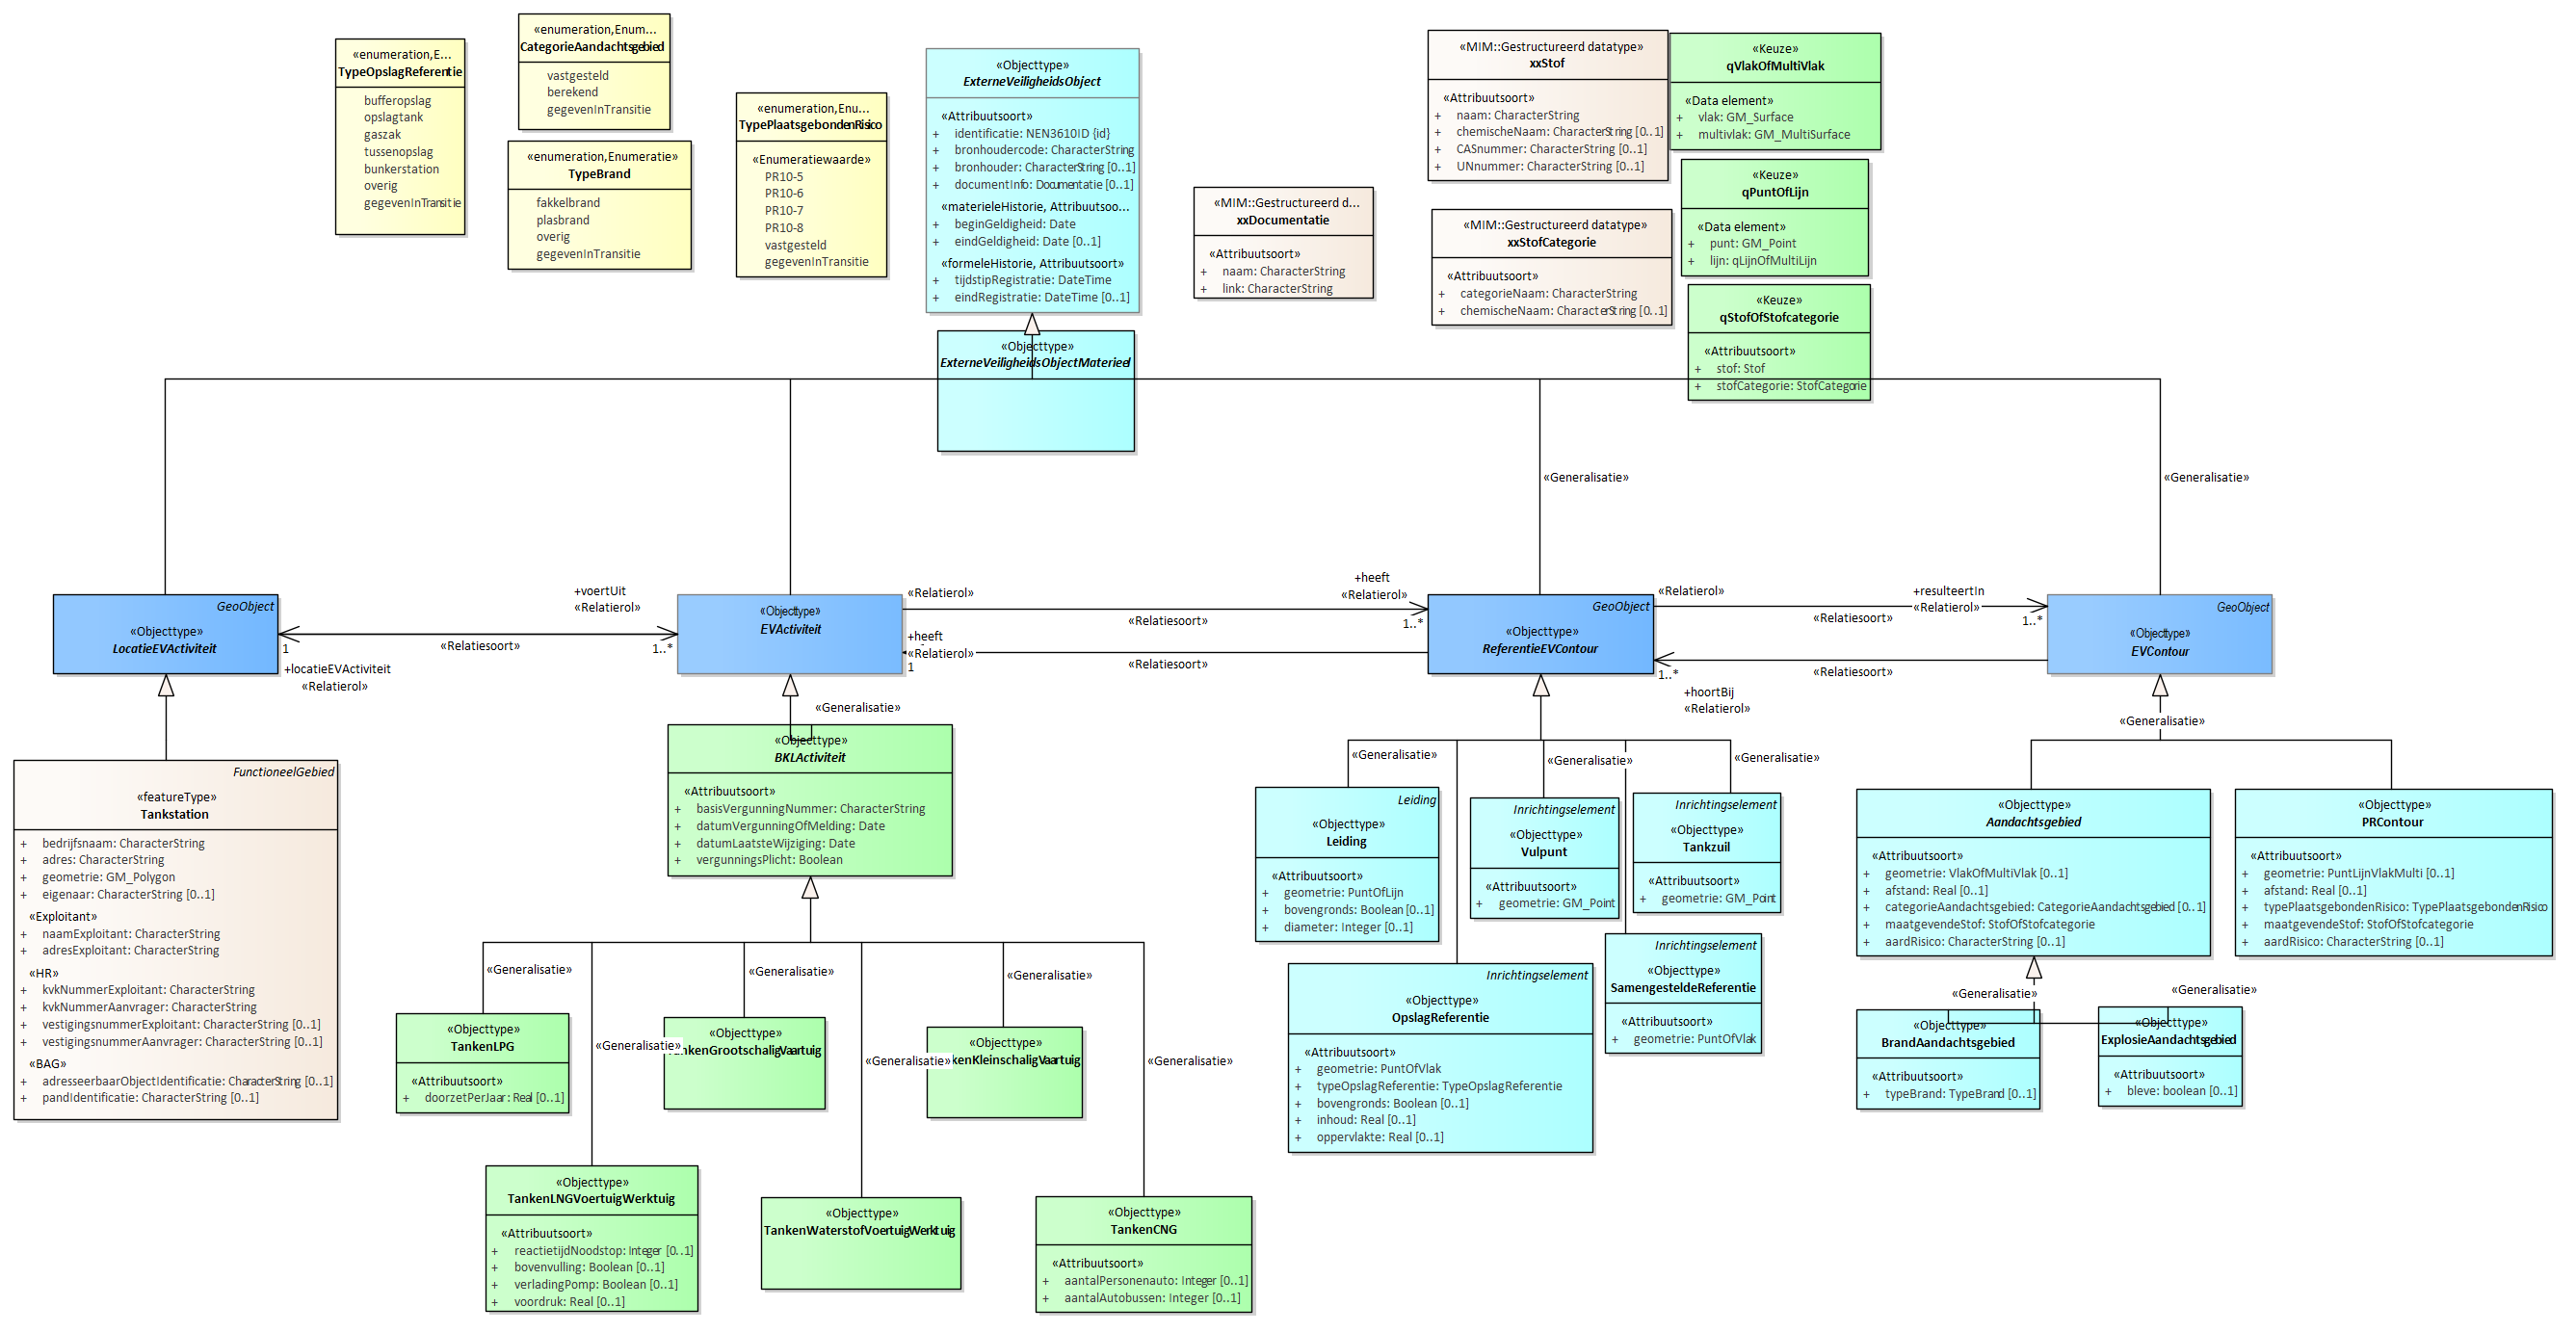 «enumeration,E...
TypeOpslagReferentie
bufferopslag
opslagtank
gaszak
tussenopslag
bunkerstation
overig
gegevenInTransitie
«enumeration,Enum...
CategorieAandachtsgebied
vastgesteld
berekend
gegevenInTransitie
«enumeration,Enumeratie»
TypeBrand
fakkelbrand
plasbrand
overig
gegevenInTransitie
«enumeration,Enu...
TypePlaatsgebondenRisico
«Enumeratiewaarde»
PR10-5
PR10-6
PR10-7
PR10-8
vastgesteld
gegevenInTransitie
«Objecttype»
ExterneVeiligheidsObject
«Attribuutsoort»
+ identificatie: NEN3610ID {id}
+ bronhoudercode: CharacterString
+ bronhouder: CharacterString [0..1]
+ documentInfo: Documentatie [0..1]
«materieleHistorie, Attribuutsoo...
+ beginGeldigheid: Date
+ eindGeldigheid: Date [0..1]
«formeleHistorie, Attribuutsoort»
+ tijdstipRegistratie: DateTime
+ eindRegistratie: DateTime [0..1]
«Objecttype»
ExterneVeiligheidsObjectMaterieel
«MIM::Gestructureerd d...
xxDocumentatie
«Attribuutsoort»
+ naam: CharacterString
+ link: CharacterString
«MIM::Gestructureerd datatype»
xxStof
«Attribuutsoort»
+ naam: CharacterString
+ chemischeNaam: CharacterString [0..1]
+ CASnummer: CharacterString [0..1]
+ UNnummer: CharacterString [0..1]
«MIM::Gestructureerd datatype»
xxStofCategorie
«Attribuutsoort»
+ categorieNaam: CharacterString
+ chemischeNaam: CharacterString [0..1]
«Keuze»
qVlakOfMultiVlak
«Data element»
+ vlak: GM_Surface
+ multivlak: GM_MultiSurface
«Keuze»
qPuntOfLijn
«Data element»
+ punt: GM_Point
+ lijn: qLijnOfMultiLijn
«Keuze»
qStofOfStofcategorie
«Attribuutsoort»
+ stof: Stof
+ stofCategorie: StofCategorie
«Generalisatie»
«Generalisatie»
GeoObject
«Objecttype»
LocatieEVActiviteit
+voertUit
«Relatierol»
«Relatiesoort»
1
1..*
+locatieEVActiviteit
«Relatierol»
«Objecttype»
EVActiviteit
«Relatierol»
+heeft
«Relatierol»
«Relatiesoort»
1..*
+heeft
«Relatierol»
1
«Relatiesoort»
GeoObject
«Objecttype»
ReferentieEVContour
«Relatierol»
+resulteertIn
«Relatierol»
«Relatiesoort»
1..*
1..*
«Relatiesoort»
+hoortBij
«Relatierol»
GeoObject
«Objecttype»
EVContour
FunctioneelGebied
«featureType»
Tankstation
+ bedrijfsnaam: CharacterString
+ adres: CharacterString
+ geometrie: GM_Polygon
+ eigenaar: CharacterString [0..1]
«Exploitant»
+ naamExploitant: CharacterString
+ adresExploitant: CharacterString
«HR»
+ kvkNummerExploitant: CharacterString
+ kvkNummerAanvrager: CharacterString
+ vestigingsnummerExploitant: CharacterString [0..1]
+ vestigingsnummerAanvrager: CharacterString [0..1]
«BAG»
+ adresseerbaarObjectIdentificatie: CharacterString [0..1]
+ pandIdentificatie: CharacterString [0..1]
«Generalisatie»
«Objecttype»
BKLActiviteit
«Attribuutsoort»
+ basisVergunningNummer: CharacterString
+ datumVergunningOfMelding: Date
+ datumLaatsteWijziging: Date
+ vergunningsPlicht: Boolean
«Generalisatie»
«Generalisatie»
«Generalisatie»
«Generalisatie»
«Generalisatie»
«Generalisatie»
«Objecttype»
TankenLPG
«Attribuutsoort»
+ doorzetPerJaar: Real [0..1]
«Objecttype»
nkenGrootschaligVaartuig
«Objecttype»
kenKleinschaligVaartuig
«Objecttype»
TankenLNGVoertuigWerktuig
«Attribuutsoort»
+ reactietijdNoodstop: Integer [0..1]
+ bovenvulling: Boolean [0..1]
+ verladingPomp: Boolean [0..1]
+ voordruk: Real [0..1]
«Objecttype»
TankenWaterstofVoertuigWerktuig
«Objecttype»
TankenCNG
«Attribuutsoort»
+ aantalPersonenauto: Integer [0..1]
+ aantalAutobussen: Integer [0..1]
«Generalisatie»
«Generalisatie»
«Generalisatie»
Leiding
«Objecttype»
Leiding
«Attribuutsoort»
+ geometrie: PuntOfLijn
+ bovengronds: Boolean [0..1]
+ diameter: Integer [0..1]
Inrichtingselement
«Objecttype»
Vulpunt
«Attribuutsoort»
+ geometrie: GM_Point
Inrichtingselement
«Objecttype»
Tankzuil
«Attribuutsoort»
+ geometrie: GM_Point
Inrichtingselement
«Objecttype»
OpslagReferentie
«Attribuutsoort»
+ geometrie: PuntOfVlak
+ typeOpslagReferentie: TypeOpslagReferentie
+ bovengronds: Boolean [0..1]
+ inhoud: Real [0..1]
+ oppervlakte: Real [0..1]
Inrichtingselement
«Objecttype»
SamengesteldeReferentie
«Attribuutsoort»
+ geometrie: PuntOfVlak
«Generalisatie»
«Objecttype»
Aandachtsgebied
«Attribuutsoort»
+ geometrie: VlakOfMultiVlak [0..1]
+ afstand: Real [0..1]
+ categorieAandachtsgebied: CategorieAandachtsgebied [0..1]
+ maatgevendeStof: StofOfStofcategorie
+ aardRisico: CharacterString [0..1]
«Objecttype»
PRContour
«Attribuutsoort»
+ geometrie: PuntLijnVlakMulti [0..1]
+ afstand: Real [0..1]
+ typePlaatsgebondenRisico: TypePlaatsgebondenRisico
+ maatgevendeStof: StofOfStofcategorie
+ aardRisico: CharacterString [0..1]
«Generalisatie»
«Generalisatie»
«Objecttype»
BrandAandachtsgebied
«Attribuutsoort»
+ typeBrand: TypeBrand [0..1]
«Objecttype»
ExplosieAandachtsgebied
«Attribuutsoort»
+ bleve: boolean [0..1]